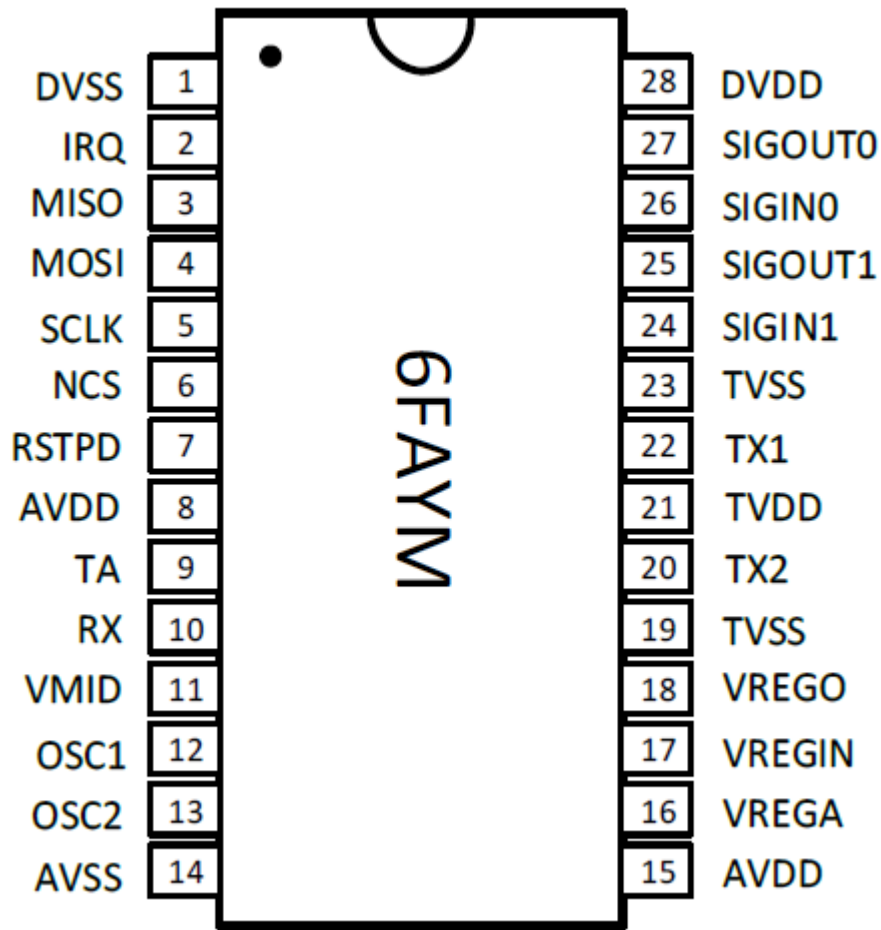 DVSS 1 28 DVDD
IRQ 2 27 SIGOUT0
MISO 3 26 SIGIN0
MOSI 4 25 SIGOUT1
SCLK 5 24 SIGIN1
NCS 6 23 TVSS
RSTPD 7 22 TX1
AVDD 8 21 TVDD
TA 9 20 TX2
RX 10 19 TVSS
VMID 11 18 VREGO
OSC1 12 17 VREGIN
OSC2 13 16 VREGA
AVSS 14 15 AVDD
6FAYM